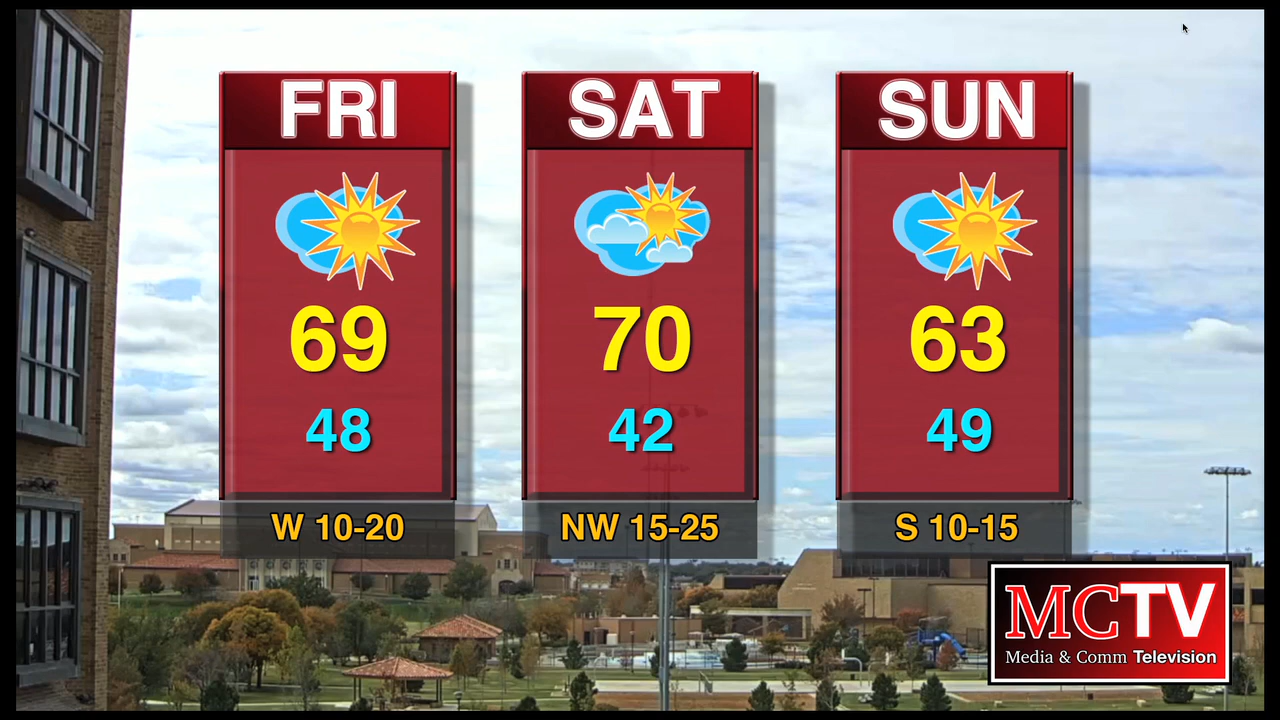 FRI
69
48
W 10-20
SAT
70
42
NW 15-25
SUN
63
49
S 10-15
MCTV
Media & Comm Television